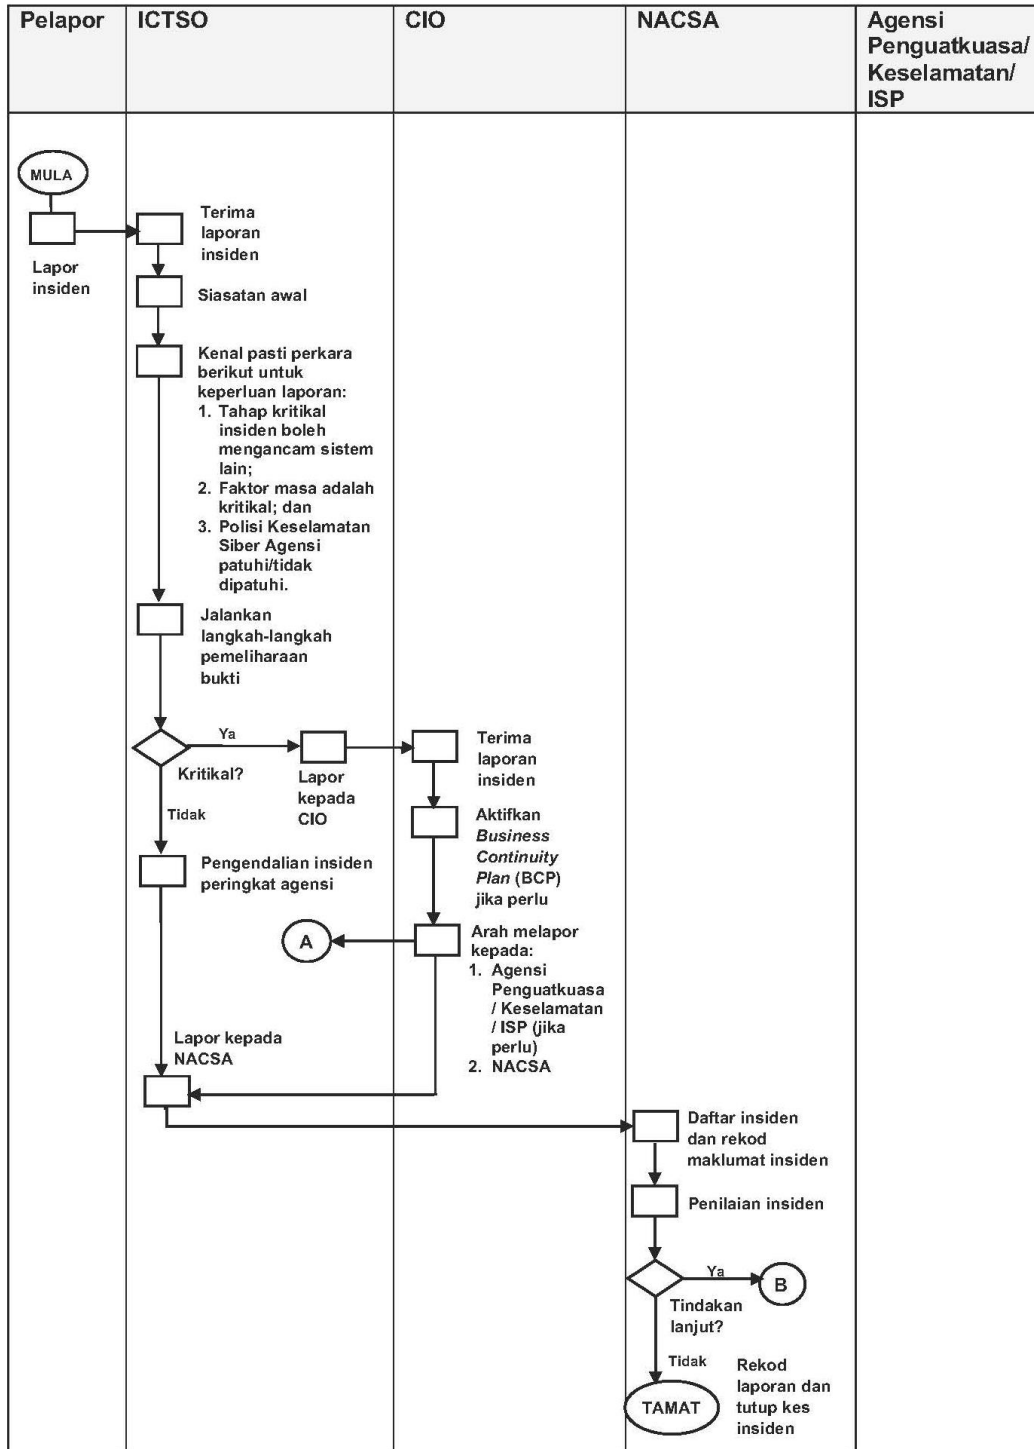 Pelapor
ICTSO
CIO
NACSA
Agensi
Penguatkuasa/
Keselamatan/
ISP
MULA
Lapor
insiden
Terima
laporan
insiden
Siasatan awal
Kenal pasti perkara
berikut untuk
keperluan laporan:
1. Tahap kritikal
insiden boleh
mengancam sistem
lain;
2. Faktor masa adalah
kritikal; dan
3. Polisi Keselamatan
Siber Agensi
patuhi/tidak
dipatuhi.
Jalankan
langkah-langkah
pemeliharaan
bukti
Kritikal?
Ya
Tidak
Lapor
kepada
CIO
Terima
laporan
insiden
Aktifkan
Business
Continuity
Plan (BCP)
jika perlu
Pengendalian insiden
peringkat agensi
A
Arah melapor
kepada:
1. Agensi
Penguatkuasa
/ Keselamatan
/ ISP (jika
perlu)
2. NACSA
Lapor kepada
NACSA
Daftar insiden
dan rekod
maklumat insiden
Penilaian insiden
Ya
B
Tindakan
lanjut?
Tidak
TAMAT
Rekod
laporan dan
tutup kes
insiden